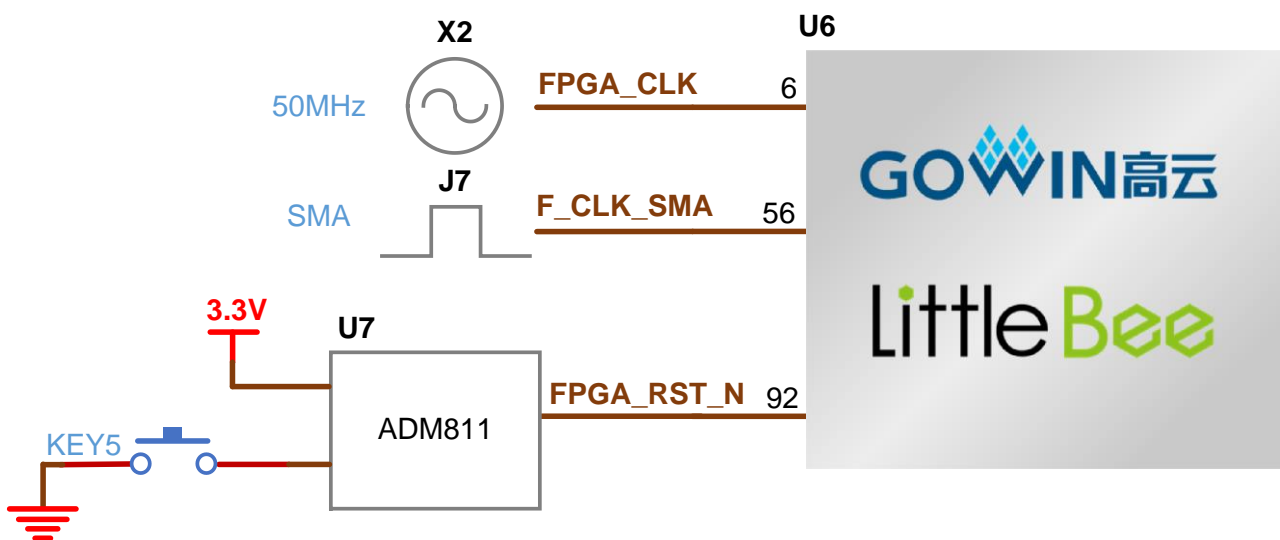 X2
U6
50MHz
FPGA_CLK
6
J7
SMA
F_CLK_SMA
56
GOWIN高云
LittleBee
3.3V
U7
ADM811
FPGA_RST_N
92
KEY5